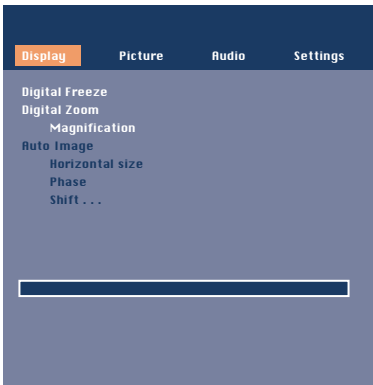 Display Picture Audio Settings
Digital Freeze
Digital Zoom
Magnification
Auto Image
Horizontal size
Phase
Shift . . .